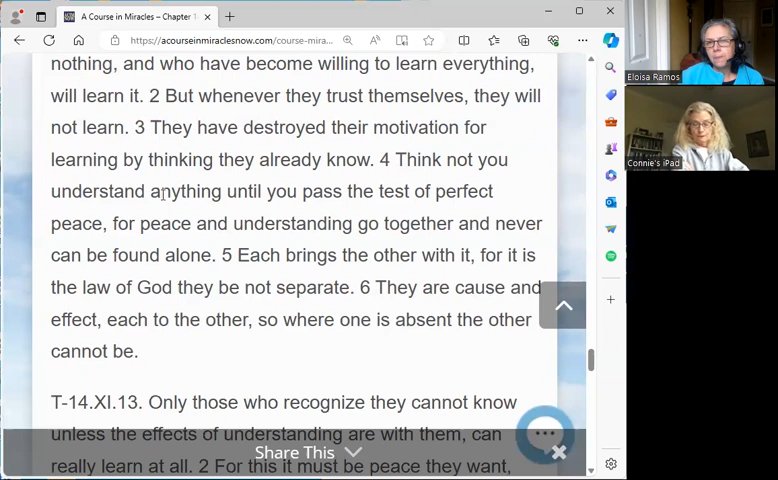 A Course in Miracles – Chapter 1
https://acourseinmiraclesnow.com/course-mira...
nothing, and who have become willing to learn everything,
will learn it. 2 But whenever they trust themselves, they will
not learn. 3 They have destroyed their motivation for
learning by thinking they already know. 4 Think not you
understand anything until you pass the test of perfect
peace, for peace and understanding go together and never
can be found alone. 5 Each brings the other with it, for it is
the law of God they be not separate. 6 They are cause and
effect, each to the other, so where one is absent the other
cannot be.
T-14.XI.13. Only those who recognize they cannot know
unless the effects of understanding are with them, can
really learn at all. 2 For this it must be peace they want,
Share This
Eloisa Ramos
Connie's iPad